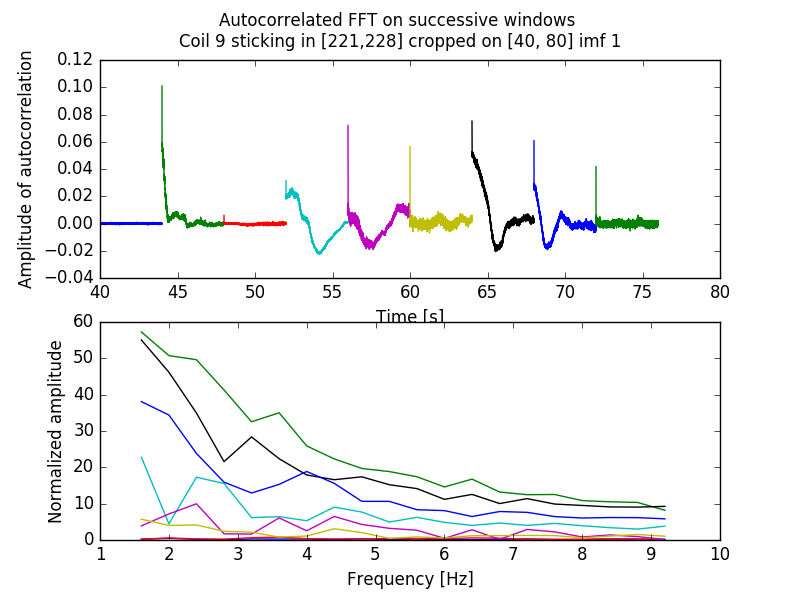 Autocorrelated FFT on successive windows
Coil 9 sticking in [221,228] cropped on [40, 80] imf 1
Amplitude of autocorrelation
0.12
0.10
0.08
0.06
0.04
0.02
0.00
−0.02
−0.04
40 45 50 55 60 65 70 75 80
Time [s]
Normalized amplitude
60
50
40
30
20
10
0
1 2 3 4 5 6 7 8 9 10
Frequency [Hz]